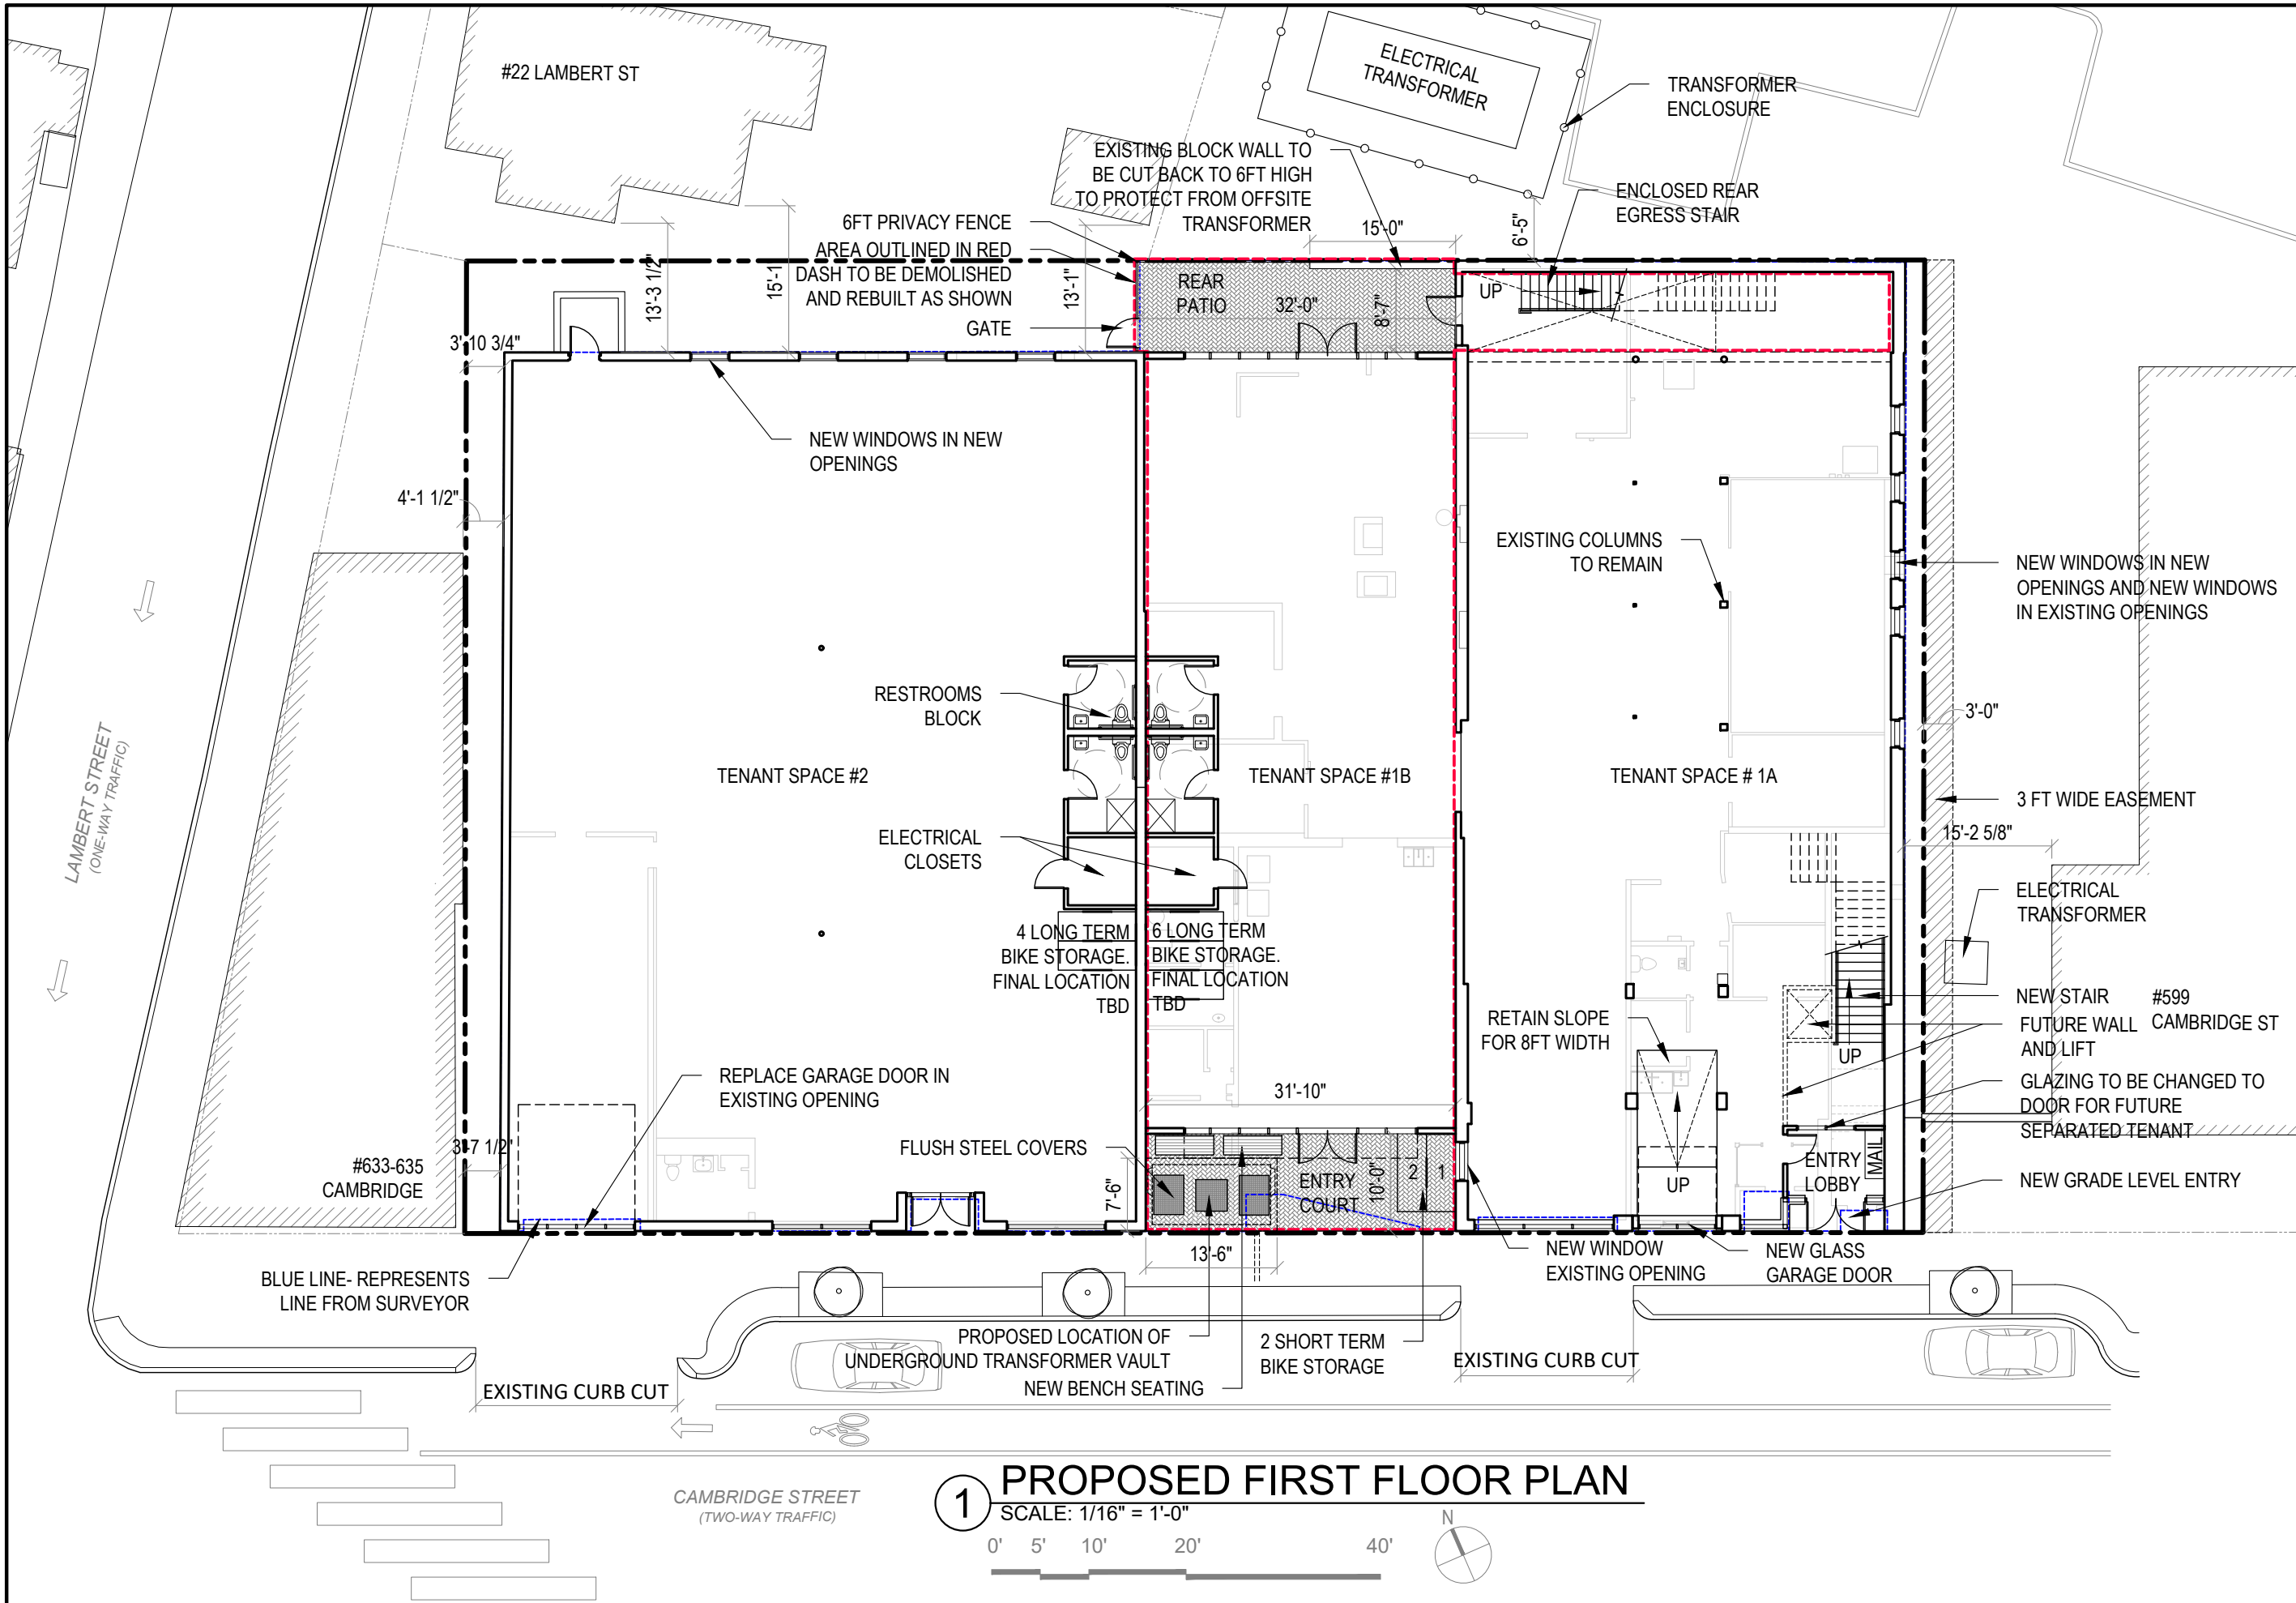 #22 LAMBERT ST
ELECTRICAL
TRANSFORMER
TRANSFORMER
ENCLOSURE
EXISTING BLOCK WALL TO
BE CUT BACK TO 6FT HIGH
TO PROTECT FROM OFFSITE
TRANSFORMER
ENCLOSED REAR
EGRESS STAIR
6FT PRIVACY FENCE
AREA OUTLINED IN RED
DASH TO BE DEMOLISHED
AND REBUILT AS SHOWN
GATE
15'-0"
6'-5"
13'-3 1/2"
15'-1
13'-1"
REAR
PATIO
32'-0"
8'-7"
UP
3' 10 3/4"
NEW WINDOWS IN NEW
OPENINGS
4'-1 1/2"
EXISTING COLUMNS
TO REMAIN
NEW WINDOWS IN NEW
OPENINGS AND NEW WINDOWS
IN EXISTING OPENINGS
RESTROOMS
BLOCK
3'-0"
LAMBERT STREET
(ONE-WAY TRAFFIC)
TENANT SPACE #2
TENANT SPACE #1B
TENANT SPACE # 1A
3 FT WIDE EASEMENT
15'-2 5/8"
ELECTRICAL
CLOSETS
ELECTRICAL
TRANSFORMER
4 LONG TERM
BIKE STORAGE.
FINAL LOCATION
TBD
6 LONG TERM
BIKE STORAGE.
FINAL LOCATION
TBD
NEW STAIR
#599
CAMBRIDGE ST
RETAIN SLOPE
FOR 8FT WIDTH
FUTURE WALL
AND LIFT
UP
REPLACE GARAGE DOOR IN
EXISTING OPENING
31'-10"
GLAZING TO BE CHANGED TO
DOOR FOR FUTURE
SEPARATED TENANT
FLUSH STEEL COVERS
3'-7 1/2'
#633-635
CAMBRIDGE
7'-6"
ENTRY
COURT
10'-0"
2
1
UP
ENTRY
LOBBY
MAIL
NEW GRADE LEVEL ENTRY
13'-6"
NEW WINDOW
EXISTING OPENING
NEW GLASS
GARAGE DOOR
BLUE LINE- REPRESENTS
LINE FROM SURVEYOR
PROPOSED LOCATION OF
UNDERGROUND TRANSFORMER VAULT
2 SHORT TERM
BIKE STORAGE
NEW BENCH SEATING
EXISTING CURB CUT
EXISTING CURB CUT
CAMBRIDGE STREET
(TWO-WAY TRAFFIC)
1
PROPOSED FIRST FLOOR PLAN
SCALE: 1/16" = 1'-0"
N
0' 5' 10' 20' 40'